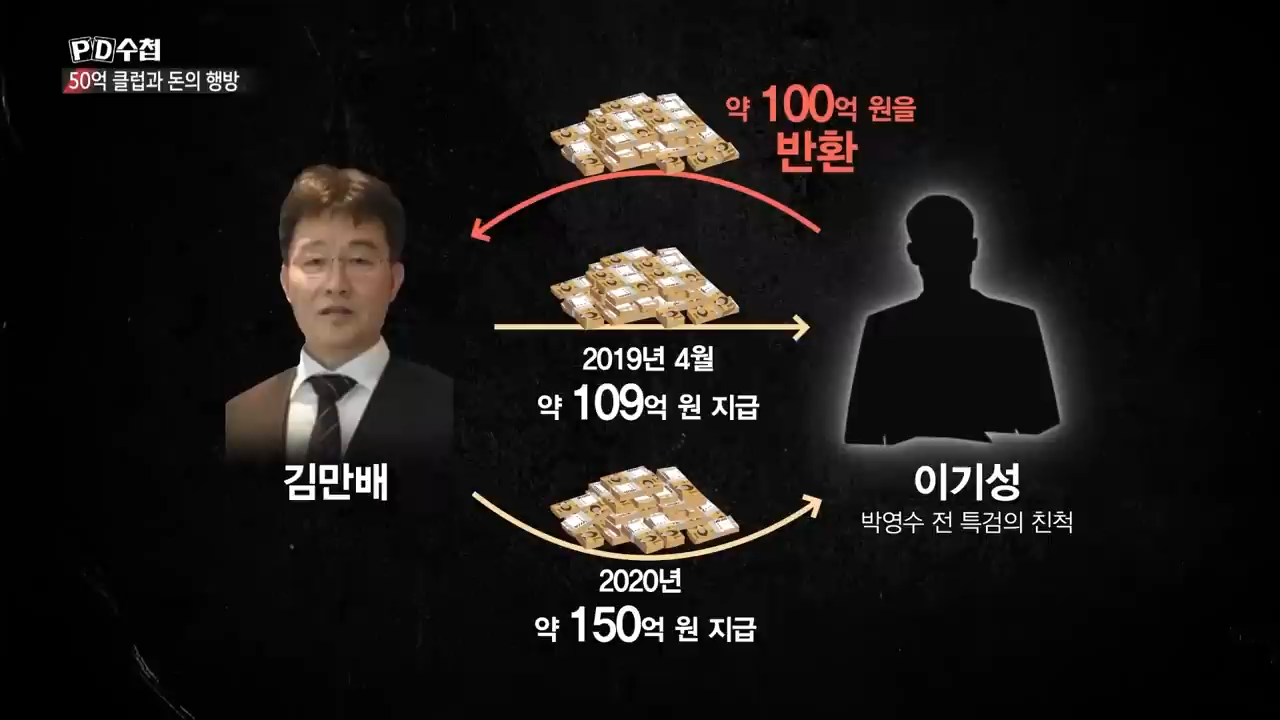 PD수첩
50억 클럽과 돈의 행방
약 100억 원을
반환
2019년 4월
약 109억 원 지급
김만배
이기성
박영수 전 특검의 친척
2020년
약 150억 원 지급